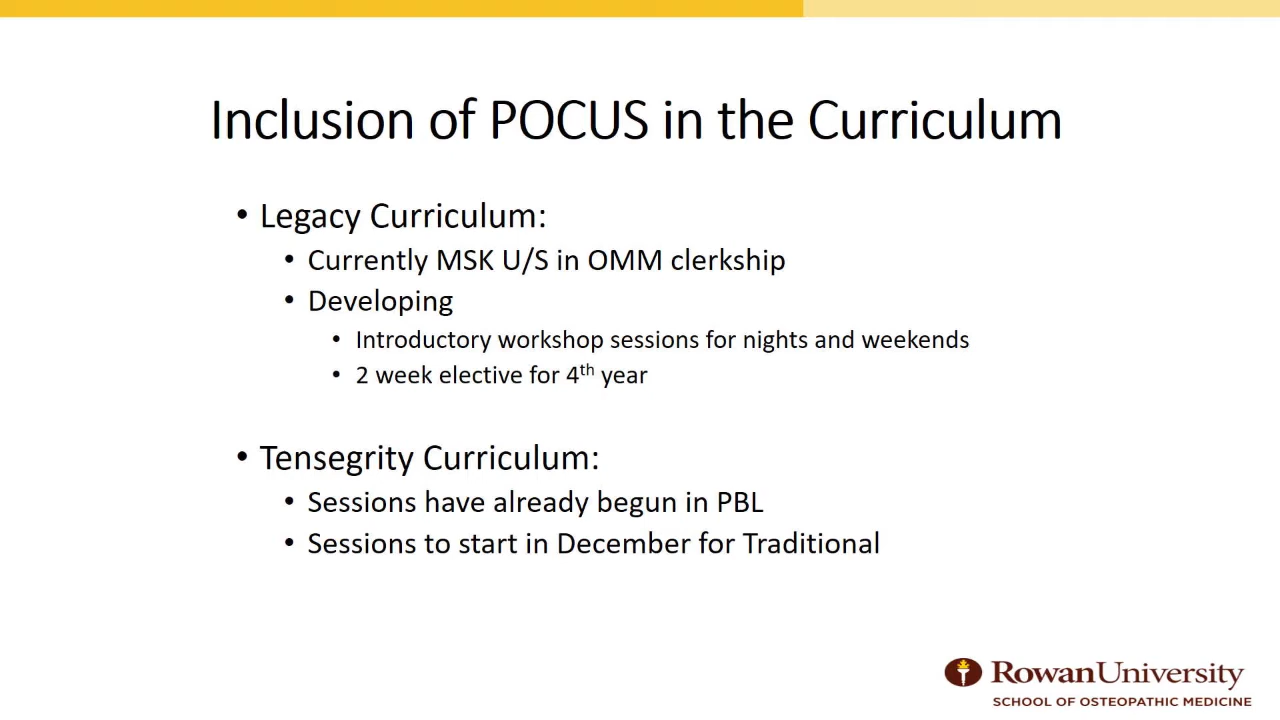 Inclusion of POCUS in the Curriculum
• Legacy Curriculum:
• Currently MSK U/S in OMM clerkship
• Developing
• Introductory workshop sessions for nights and weekends
• 2 week elective for 4th year
• Tensegrity Curriculum:
• Sessions have already begun in PBL
• Sessions to start in December for Traditional
Rowan University
SCHOOL OF OSTEOPATHIC MEDICINE